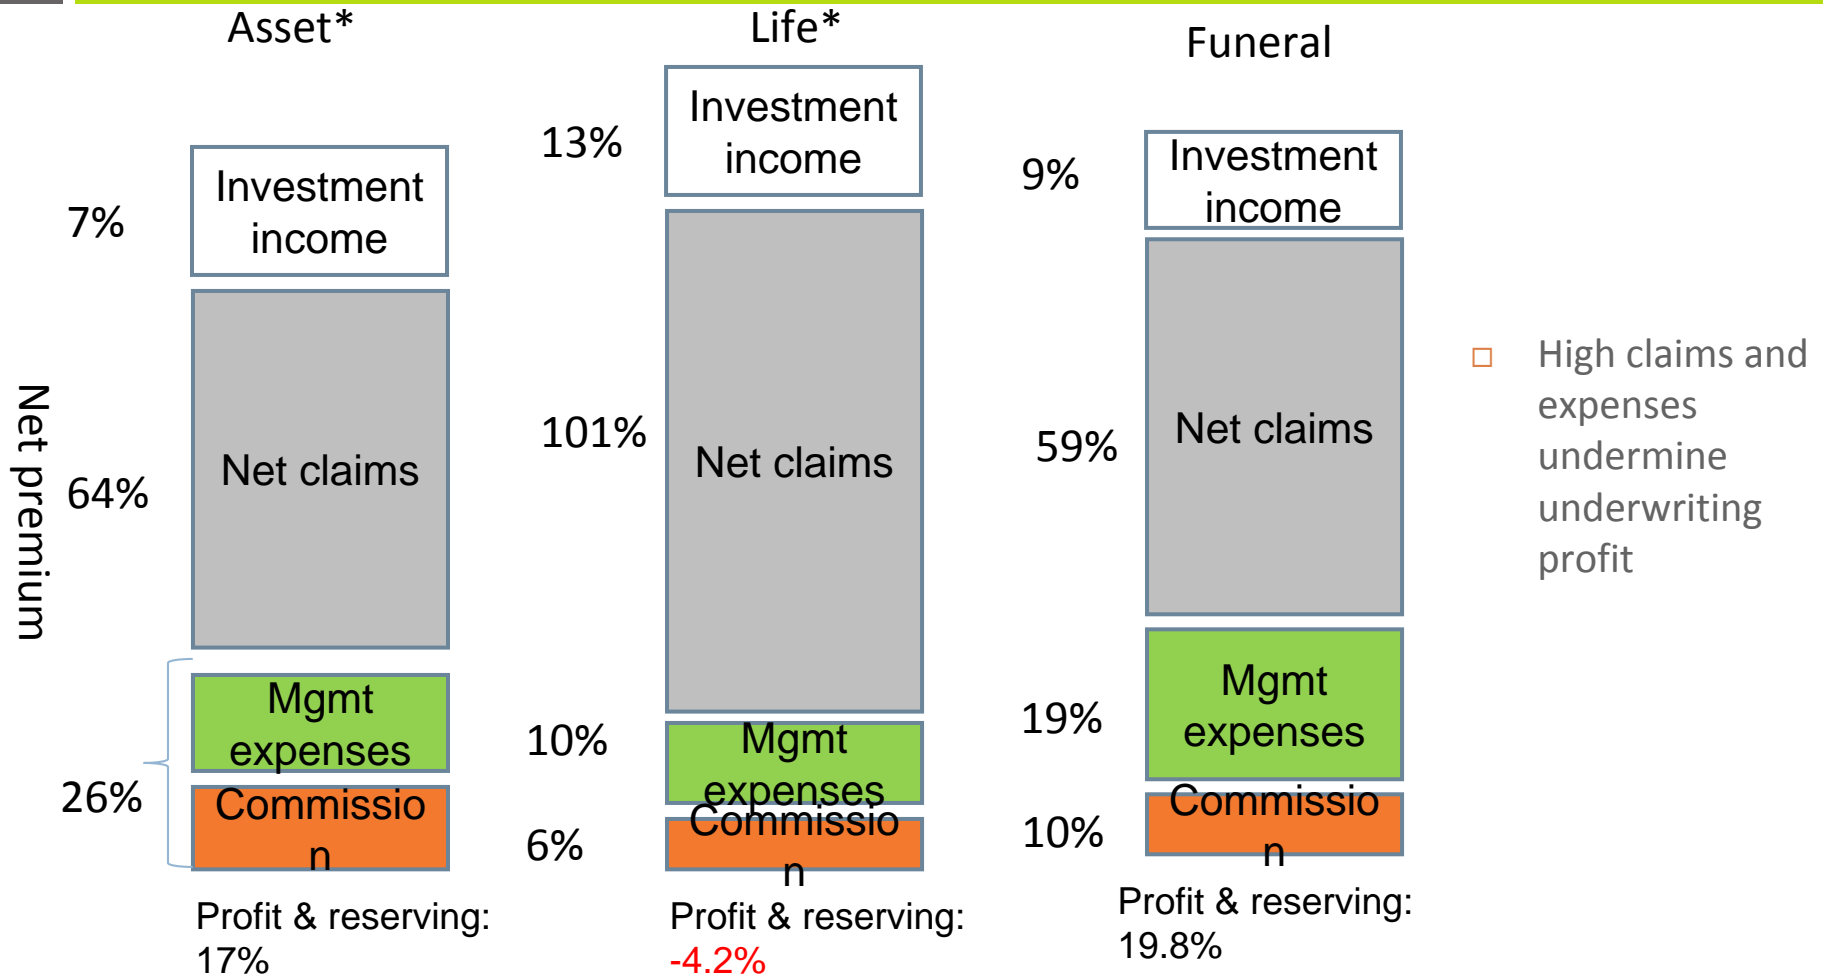 Asset*
7%
Investment
income
Net premium
64%
Net claims
26%
Mgmt
expenses
Commissio
n
Profit & reserving:
17%
Life*
13%
Investment
income
101%
Net claims
10%
Mgmt
expenses
6%
Commissio
n
Profit & reserving:
-4.2%
Funeral
9%
Investment
income
59%
Net claims
19%
Mgmt
expenses
10%
Commissio
n
Profit & reserving:
19.8%
High claims and
expenses
undermine
underwriting
profit